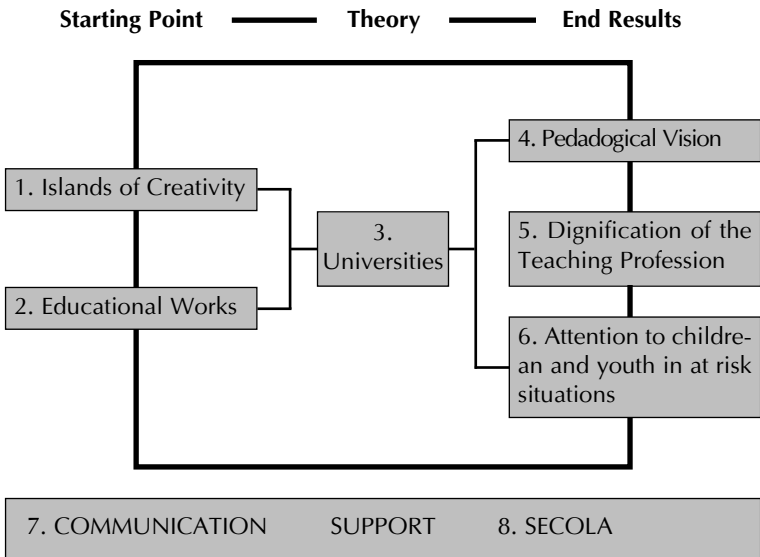 Starting Point Theory End Results
4. Pedadogical Vision
1. Islands of Creativity
3.
Universities
5. Dignification of the
Teaching Profession
2. Educational Works
6. Attention to childre-
an and youth in at risk
situations
7. COMMUNICATION SUPPORT 8. SECOLA